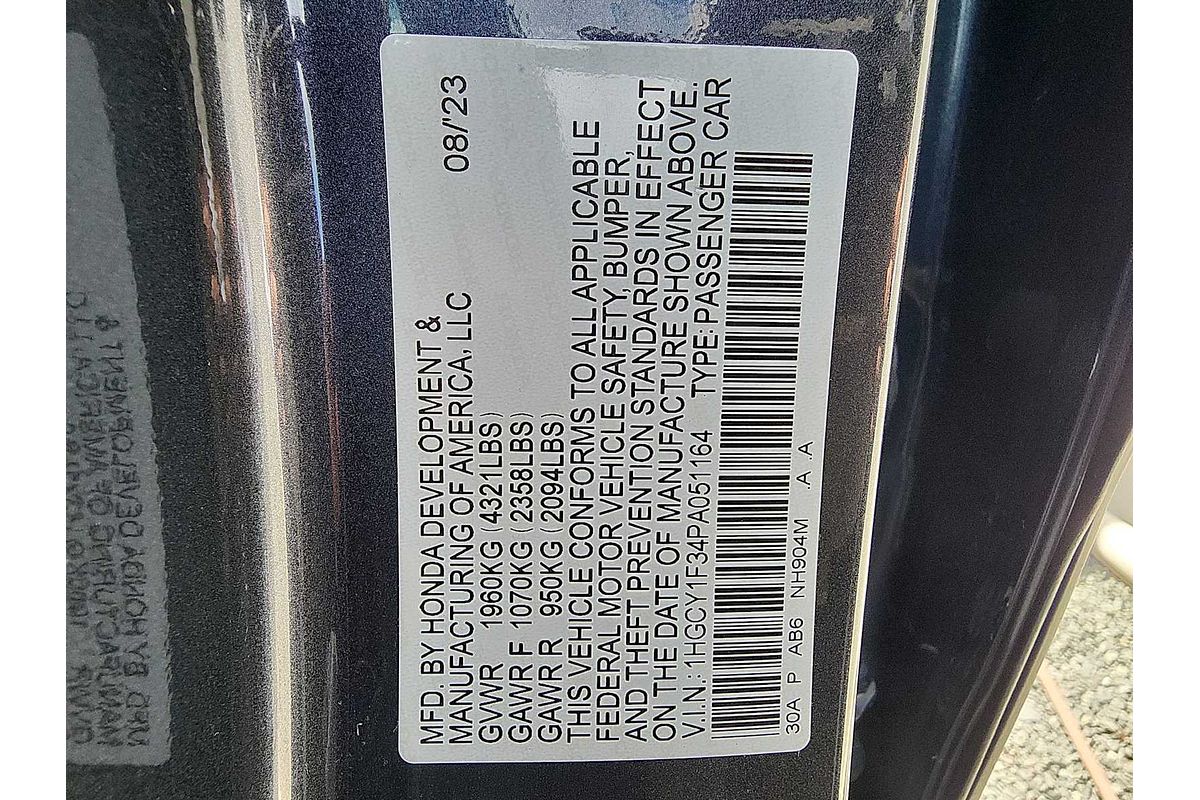 MFD. BY HONDA DEVELOPMENT & 08/'23
MANUFACTURING OF AMERICA, LLC
GVWR 1960KG (4321LBS)
GAWR F 1070KG (2358LBS)
GAWR R 950KG (2094LBS)
THIS VEHICLE CONFORMS TO ALL APPLICABLE
FEDERAL MOTOR VEHICLE SAFETY, BUMPER,
AND THEFT PREVENTION STANDARDS IN EFFECT
ON THE DATE OF MANUFACTURE SHOWN ABOVE.
V.I.N.: 1HGCY1F34PA051164 TYPE: PASSENGER CAR
30A P AB6 NH904M .A .A